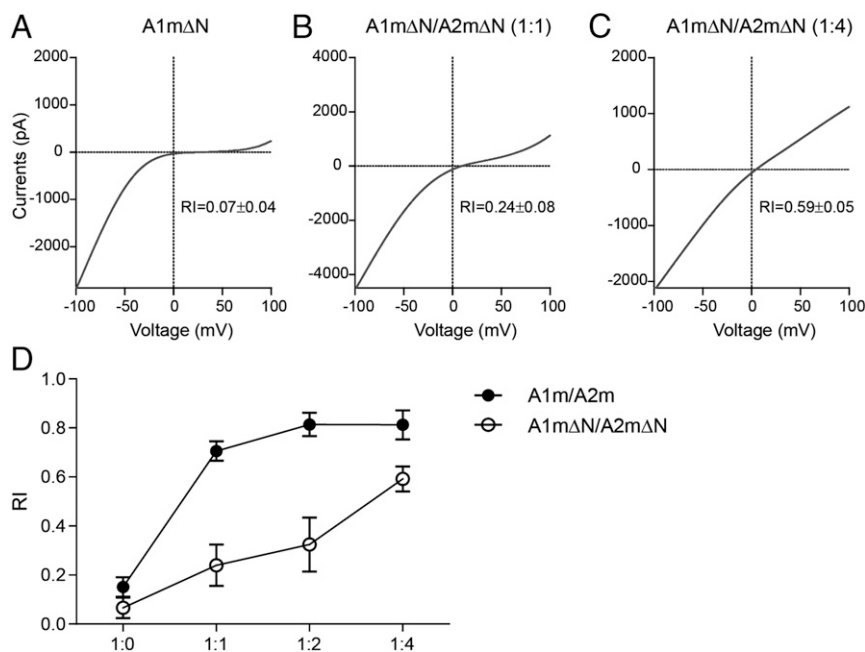 A
A1mΔN
2000
1000
0
-1000
-2000
Currents (pA)
RI=0.07±0.04
-100
-50
0
50
100
Voltage (mV)
B
A1mΔN/A2mΔN (1:1)
4000
2000
0
-2000
-4000
RI=0.24±0.08
-100
-50
0
50
100
Voltage (mV)
C
A1mΔN/A2mΔN (1:4)
2000
1000
0
-1000
-2000
RI=0.59±0.05
-100
-50
0
50
100
Voltage (mV)
D
1.0
0.8
0.6
0.4
0.2
0.0
RI
1:0
1:1
1:2
1:4
A1m/A2m
A1mΔN/A2mΔN